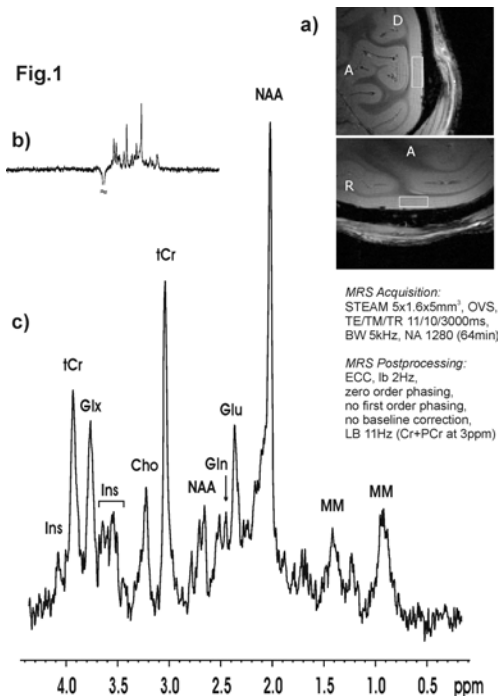 Fig.1
a)
D
A
A
R
b)
c)
NAA
tCr
tCr
Glx
Ins
Ins
Cho
NAA
Gln
Glu
MM
MM
MRS Acquisition:
STEAM 5x1.6x5mm³, OVS,
TE/TM/TR 11/10/3000ms,
BW 5kHz, NA 1280 (64min)
MRS Postprocessing:
ECC, lb 2Hz,
zero order phasing,
no first order phasing,
no baseline correction,
LB 11Hz (Cr+PCr at 3ppm)
4.0 3.5 3.0 2.5 2.0 1.5 1.0 0.5 ppm